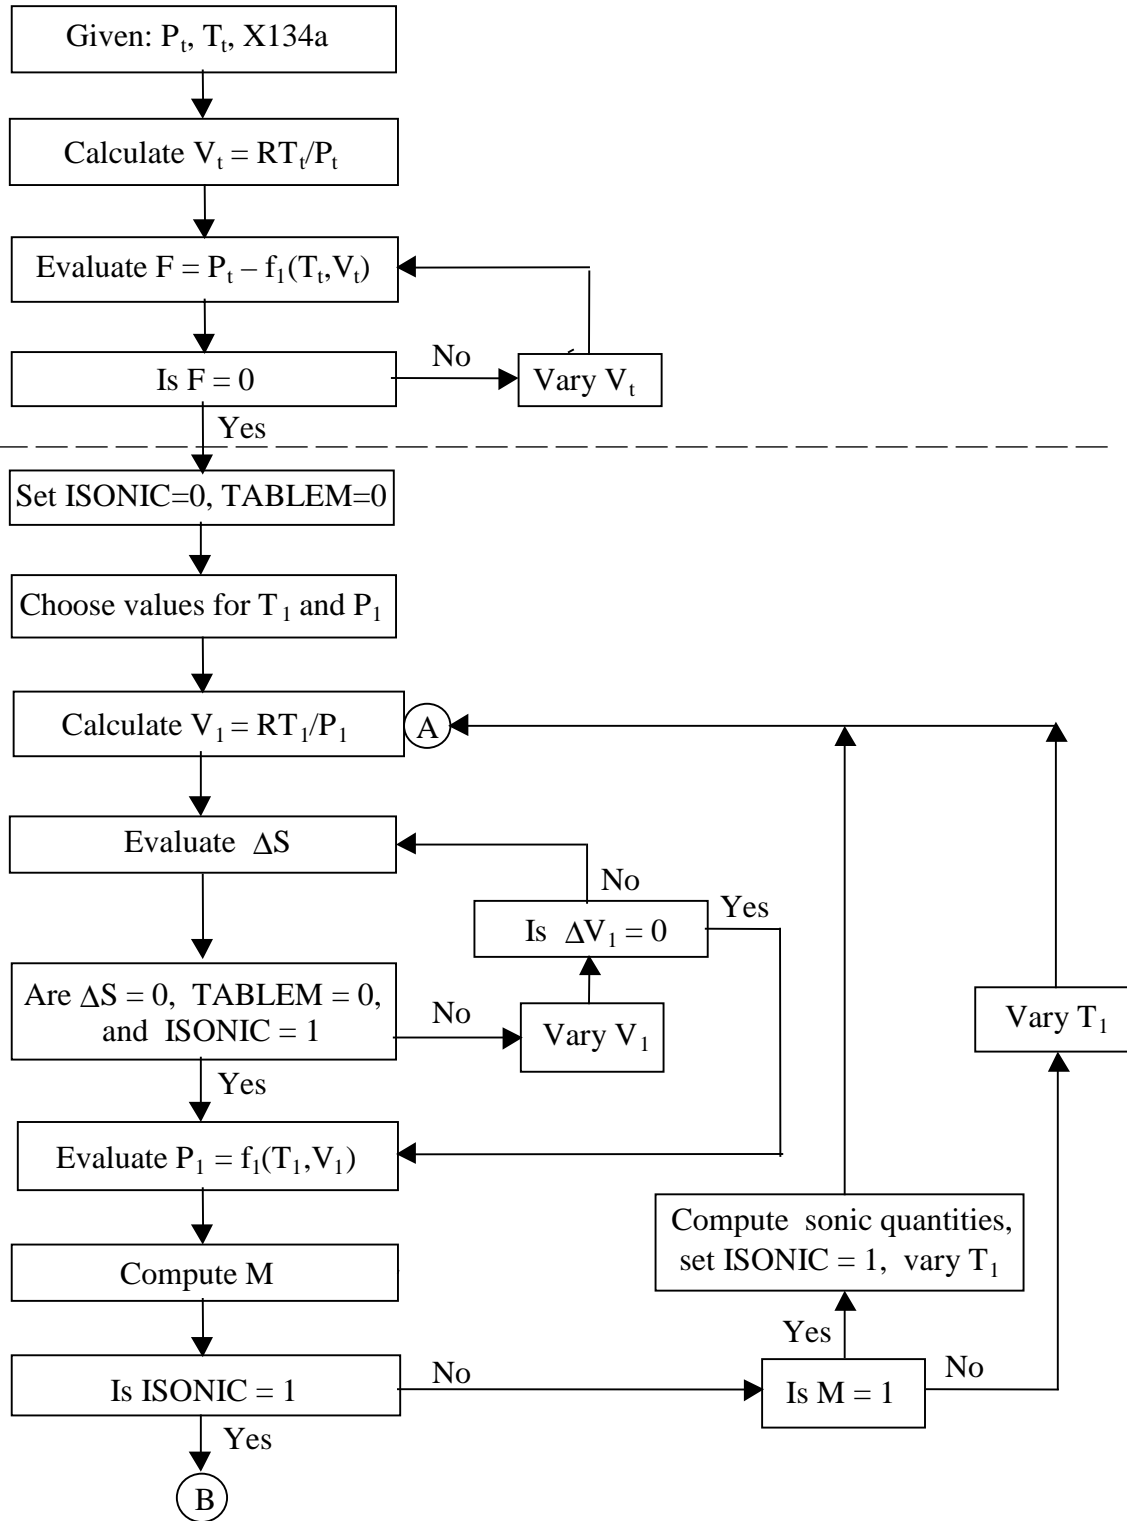 Given: Pₜ, Tₜ, X134a
Calculate Vₜ = RTₜ/Pₜ
Evaluate F = Pₜ – f₁(Tₜ,Vₜ)
Is F = 0
No
Vary Vₜ
Yes
Set ISONIC=0, TABLEM=0
Choose values for T₁ and P₁
Calculate V₁ = RT₁/P₁
A
Evaluate ΔS
No
Is ΔV₁ = 0
Yes
Are ΔS = 0, TABLEM = 0,
and ISONIC = 1
No
Vary V₁
Vary T₁
Yes
Evaluate P₁ = f₁(T₁,V₁)
Compute sonic quantities,
set ISONIC = 1, vary T₁
Compute M
Yes
Is ISONIC = 1
No
Is M = 1
No
Yes
B